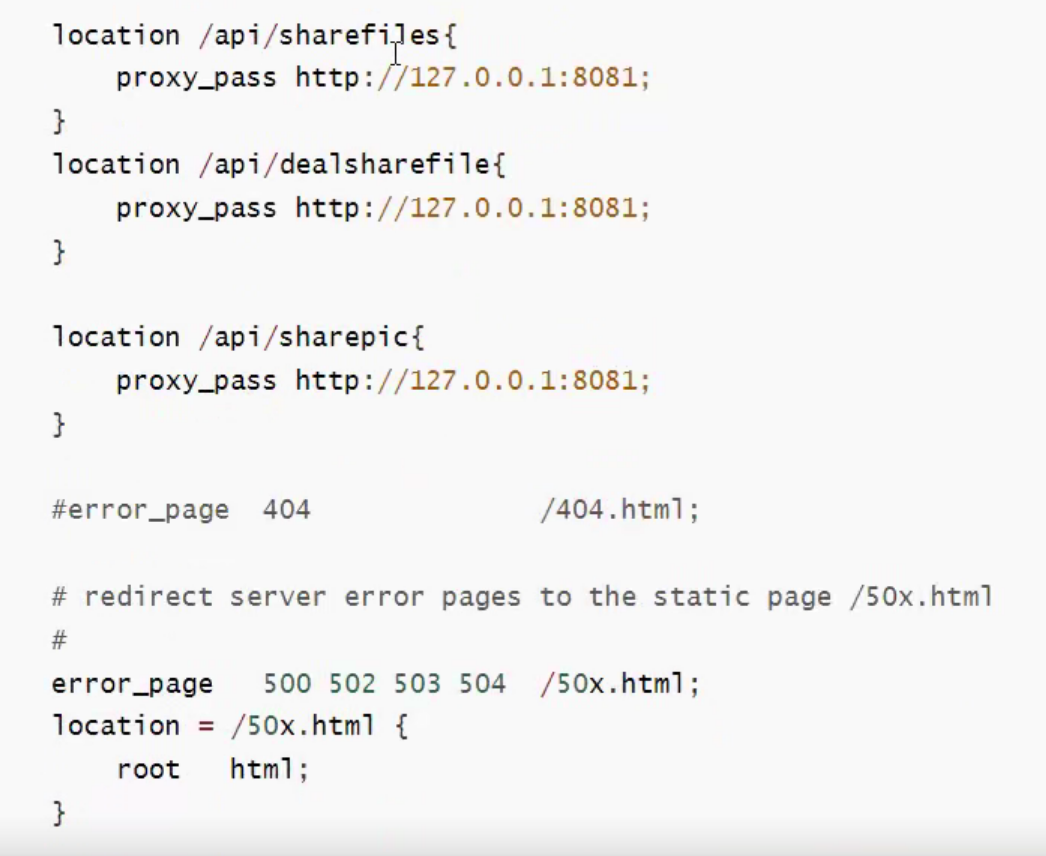 location /api/sharefiles{
    proxy_pass http://127.0.0.1:8081;
}
location /api/dealsharefile{
    proxy_pass http://127.0.0.1:8081;
}
location /api/sharepic{
    proxy_pass http://127.0.0.1:8081;
}
#error_page  404              /404.html;
# redirect server error pages to the static page /50x.html
#
error_page   500 502 503 504  /50x.html;
location = /50x.html {
    root   html;
}